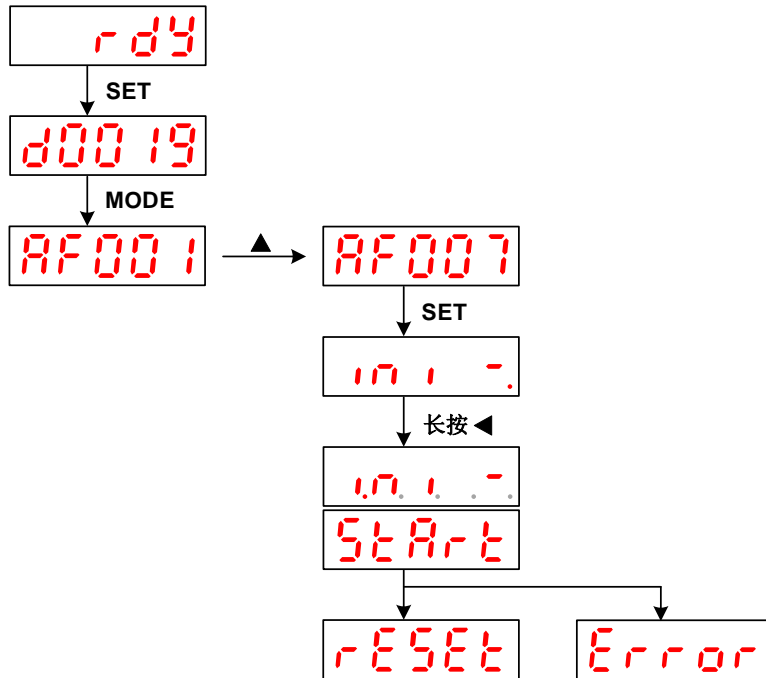 rdy
SET
d0019
MODE
AF001
▲
AF007
SET
ini -.
长按 ◀
i.n. i. . -.
StArt
rESEt
Error